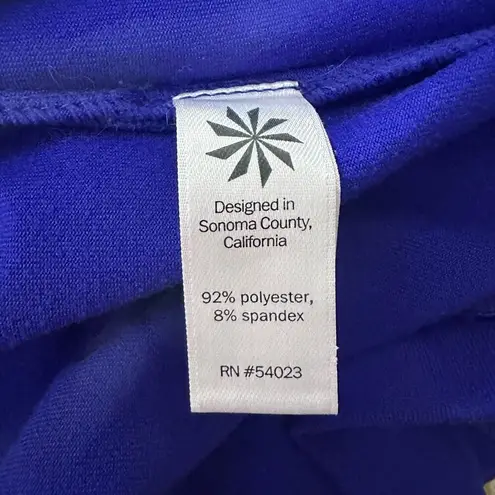 Designed in
Sonoma County,
California
92% polyester,
8% spandex
RN #54023